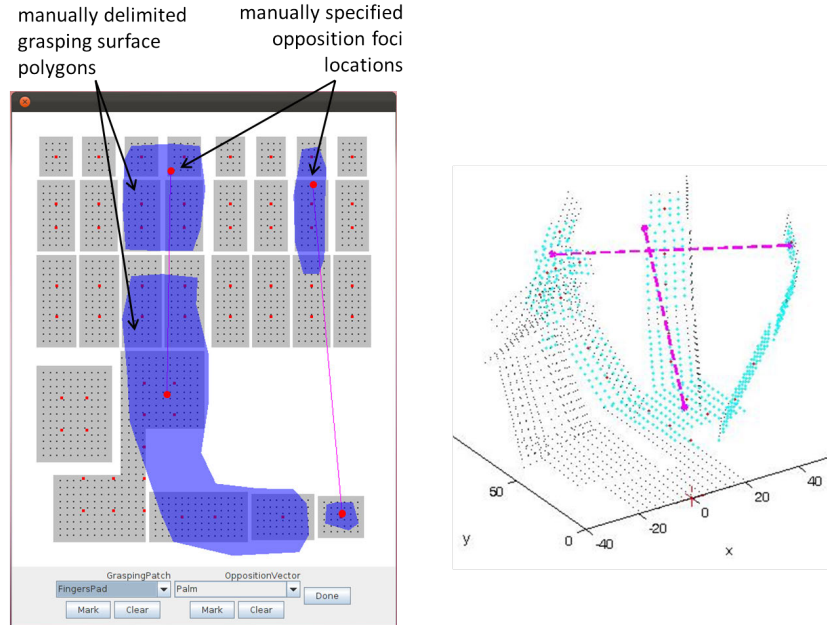 manually delimited
grasping surface
polygons
manually specified
opposition foci
locations
GraspingPatch
OppositionVector
FingersPad
Palm
Done
Mark
Clear
Mark
Clear
50
y
0
-40
-20
0
20
40
x